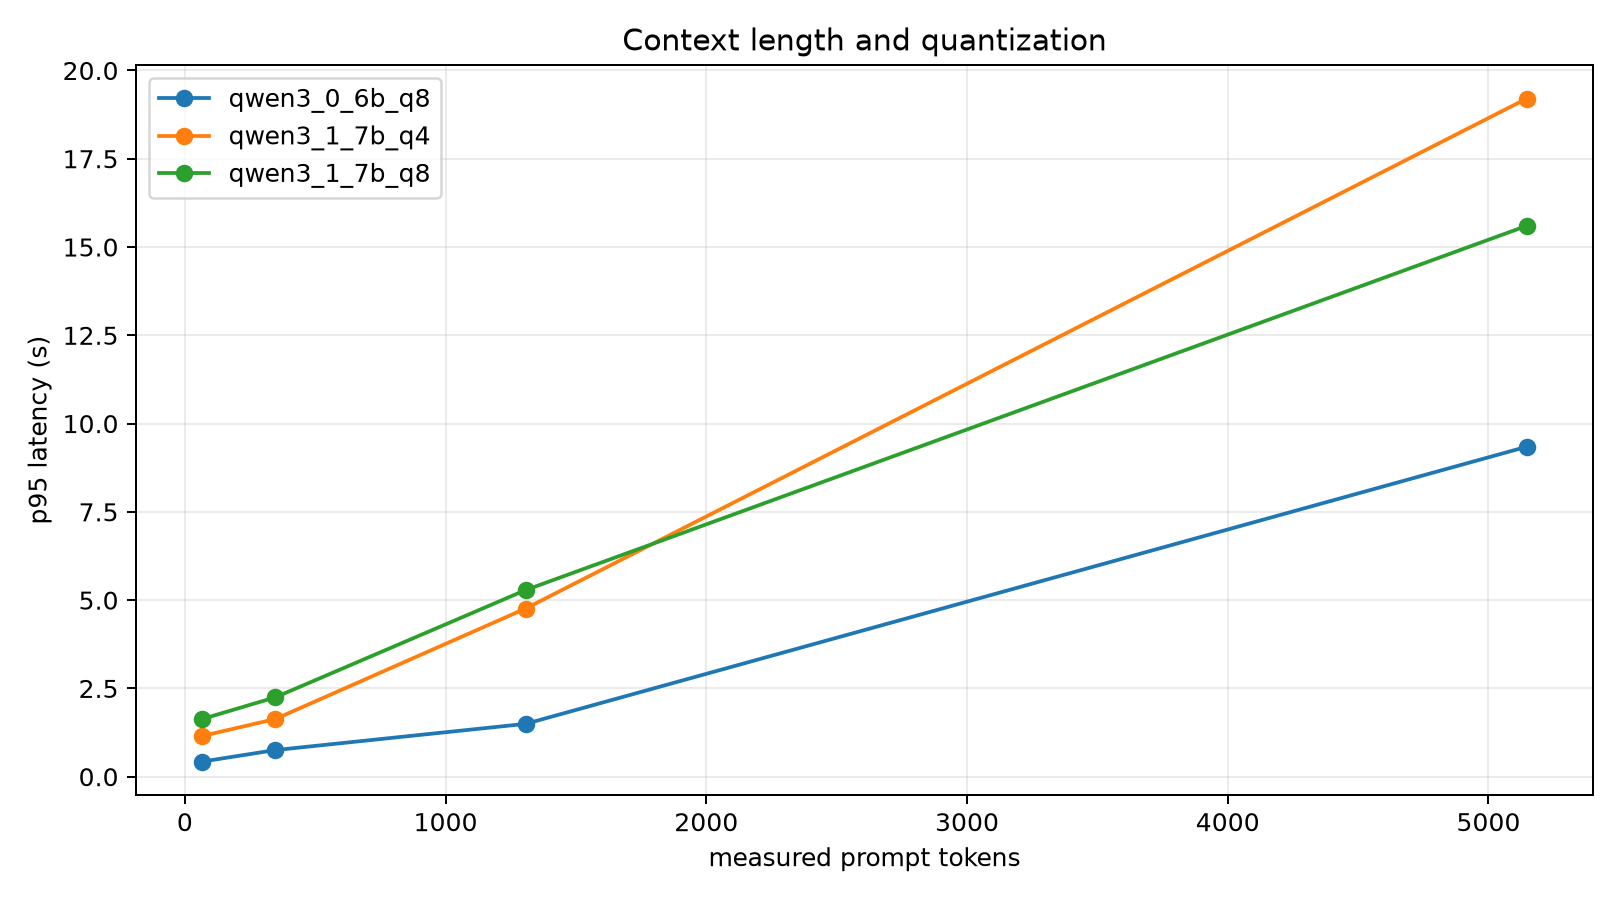 Context length and quantization
20.0
17.5
15.0
12.5
10.0
7.5
5.0
2.5
0.0
p95 latency (s)
qwen3_0_6b_q8
qwen3_1_7b_q4
qwen3_1_7b_q8
0 1000 2000 3000 4000 5000
measured prompt tokens